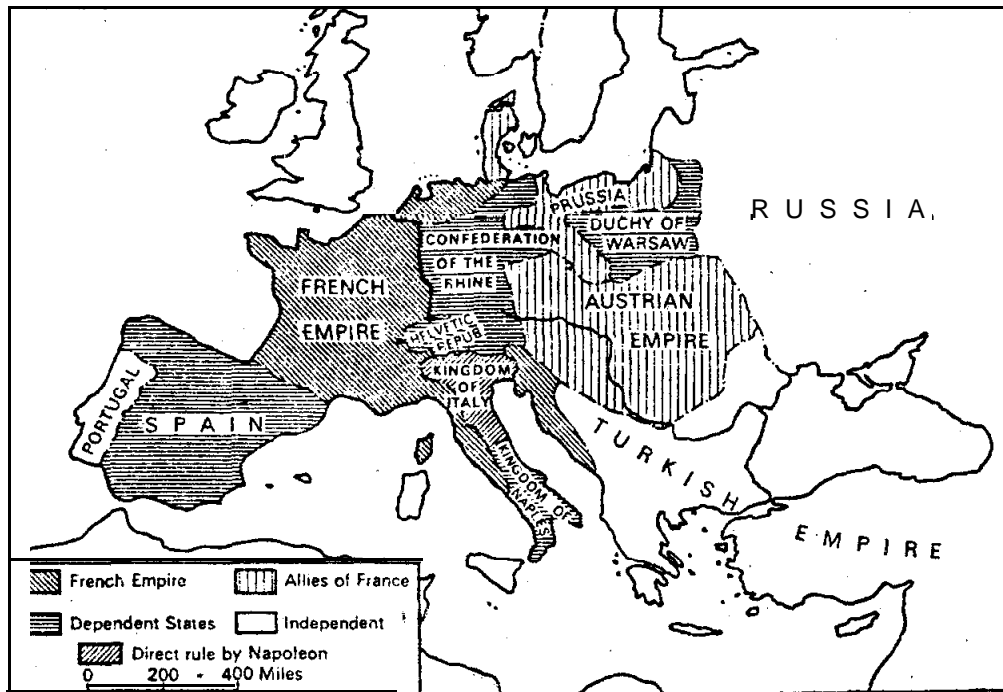 RUSSIA
PRUSSIA
DUCHY OF
WARSAW
CONFEDERATION
OF THE
RHINE
FRENCH
EMPIRE
AUSTRIAN
EMPIRE
HELVETIC
REPUB
KINGDOM
OF
ITALY
PORTUGAL
SPAIN
KINGDOM OF
NAPLES
TURKISH
EMPIRE
French Empire
Allies of France
Dependent States
Independent
Direct rule by Napoleon
0 200 - 400 Miles